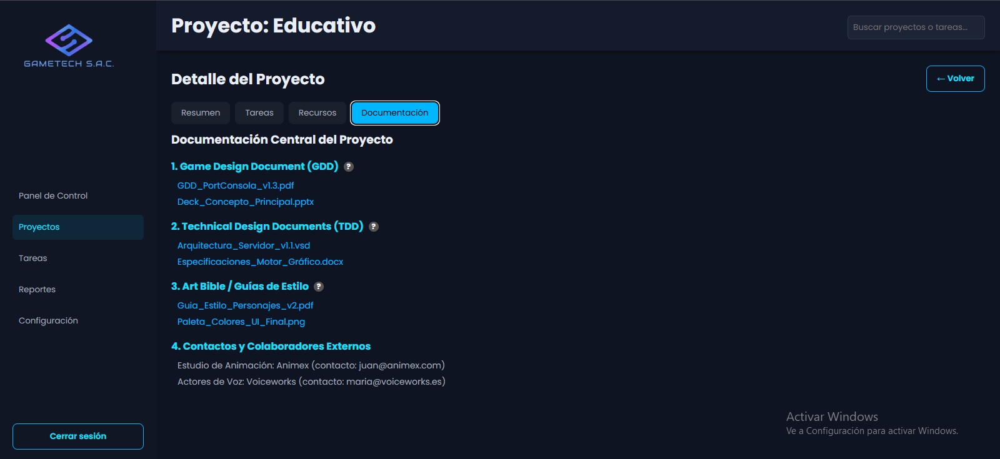 GAMETECH S.A.C.
Panel de Control
Proyectos
Tareas
Reportes
Configuración
Cerrar sesión
Proyecto: Educativo
Buscar proyectos o tareas...
Detalle del Proyecto
← Volver
Resumen
Tareas
Recursos
Documentación
Documentación Central del Proyecto
1. Game Design Document (GDD) ?
GDD_PortConsola_v1.3.pdf
Deck_Concepto_Principal.pptx
2. Technical Design Documents (TDD) ?
Arquitectura_Servidor_v1.1.vsd
Especificaciones_Motor_Gráfico.docx
3. Art Bible / Guías de Estilo ?
Guia_Estilo_Personajes_v2.pdf
Paleta_Colores_UI_Final.png
4. Contactos y Colaboradores Externos
Estudio de Animación: Animex (contacto: juan@animex.com)
Actores de Voz: Voiceworks (contacto: maria@voiceworks.es)
Activar Windows
Ve a Configuración para activar Windows.